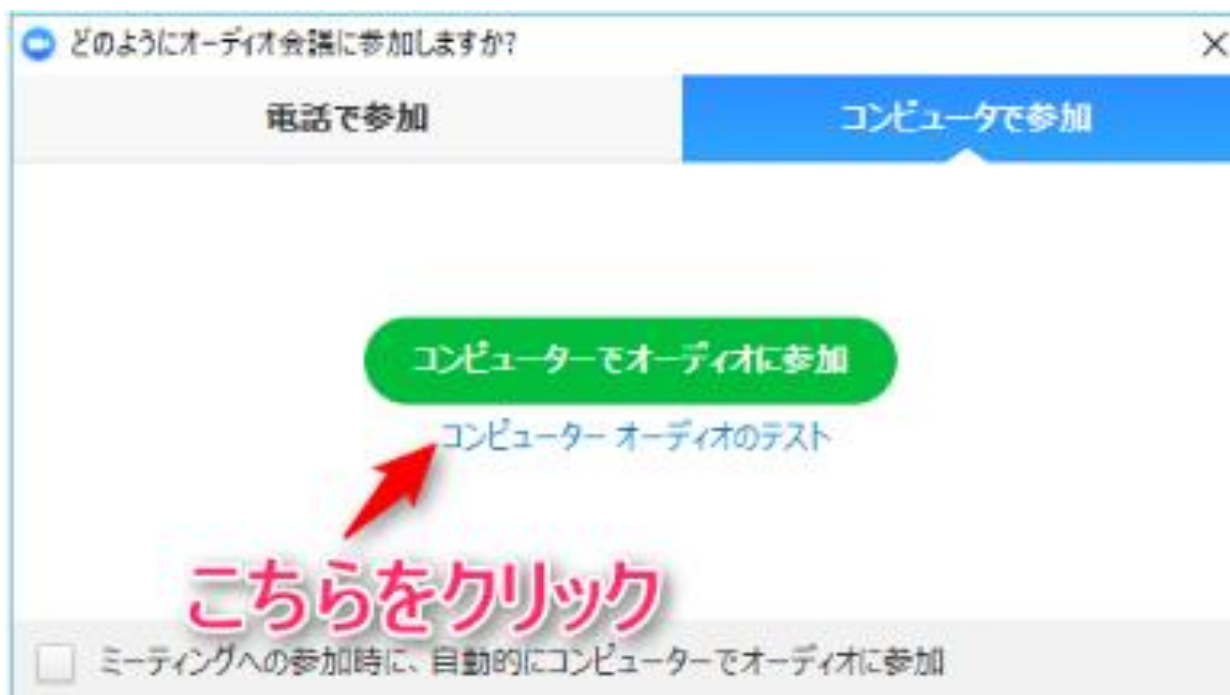 どのようにオーディオ会議に参加しますか?
電話で参加
コンピュータで参加
コンピューターでオーディオに参加
コンピューター オーディオのテスト
こちらをクリック
ミーティングへの参加時に、自動的にコンピューターでオーディオに参加